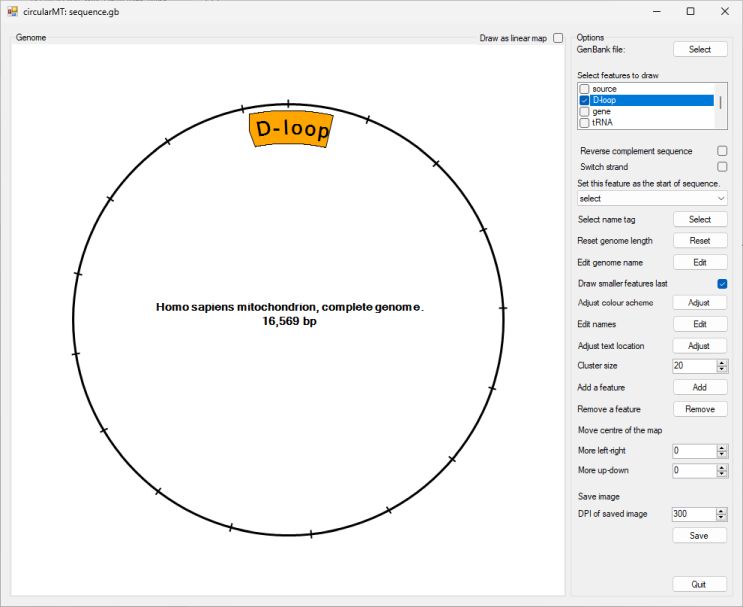 circularMT: sequence.gb
Genome
Draw as linear map
D-loop
Homo sapiens mitochondrion, complete genome.
16,569 bp
Options
GenBank file:
Select
Select features to draw
source
D-loop
gene
tRNA
Reverse complement sequence
Switch strand
Set this feature as the start of sequence.
select
Select name tag
Select
Reset genome length
Reset
Edit genome name
Edit
Draw smaller features last
Adjust colour scheme
Adjust
Edit names
Edit
Adjust text location
Adjust
Cluster size
20
Add a feature
Add
Remove a feature
Remove
Move centre of the map
More left-right
0
More up-down
0
Save image
DPI of saved image
300
Save
Quit